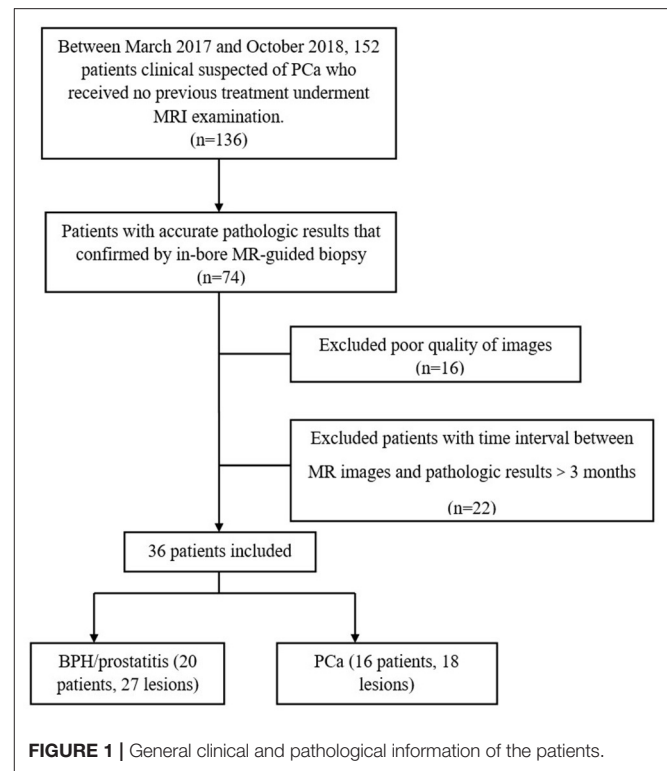 Between March 2017 and October 2018, 152
patients clinical suspected of PCa who
received no previous treatment underment
MRI examination.
(n=136)
Patients with accurate pathologic results that
confirmed by in-bore MR-guided biopsy
(n=74)
Excluded poor quality of images
(n=16)
Excluded patients with time interval between
MR images and pathologic results > 3 months
(n=22)
36 patients included
BPH/prostatitis (20
patients, 27 lesions)
PCa (16 patients, 18
lesions)
FIGURE 1 | General clinical and pathological information of the patients.